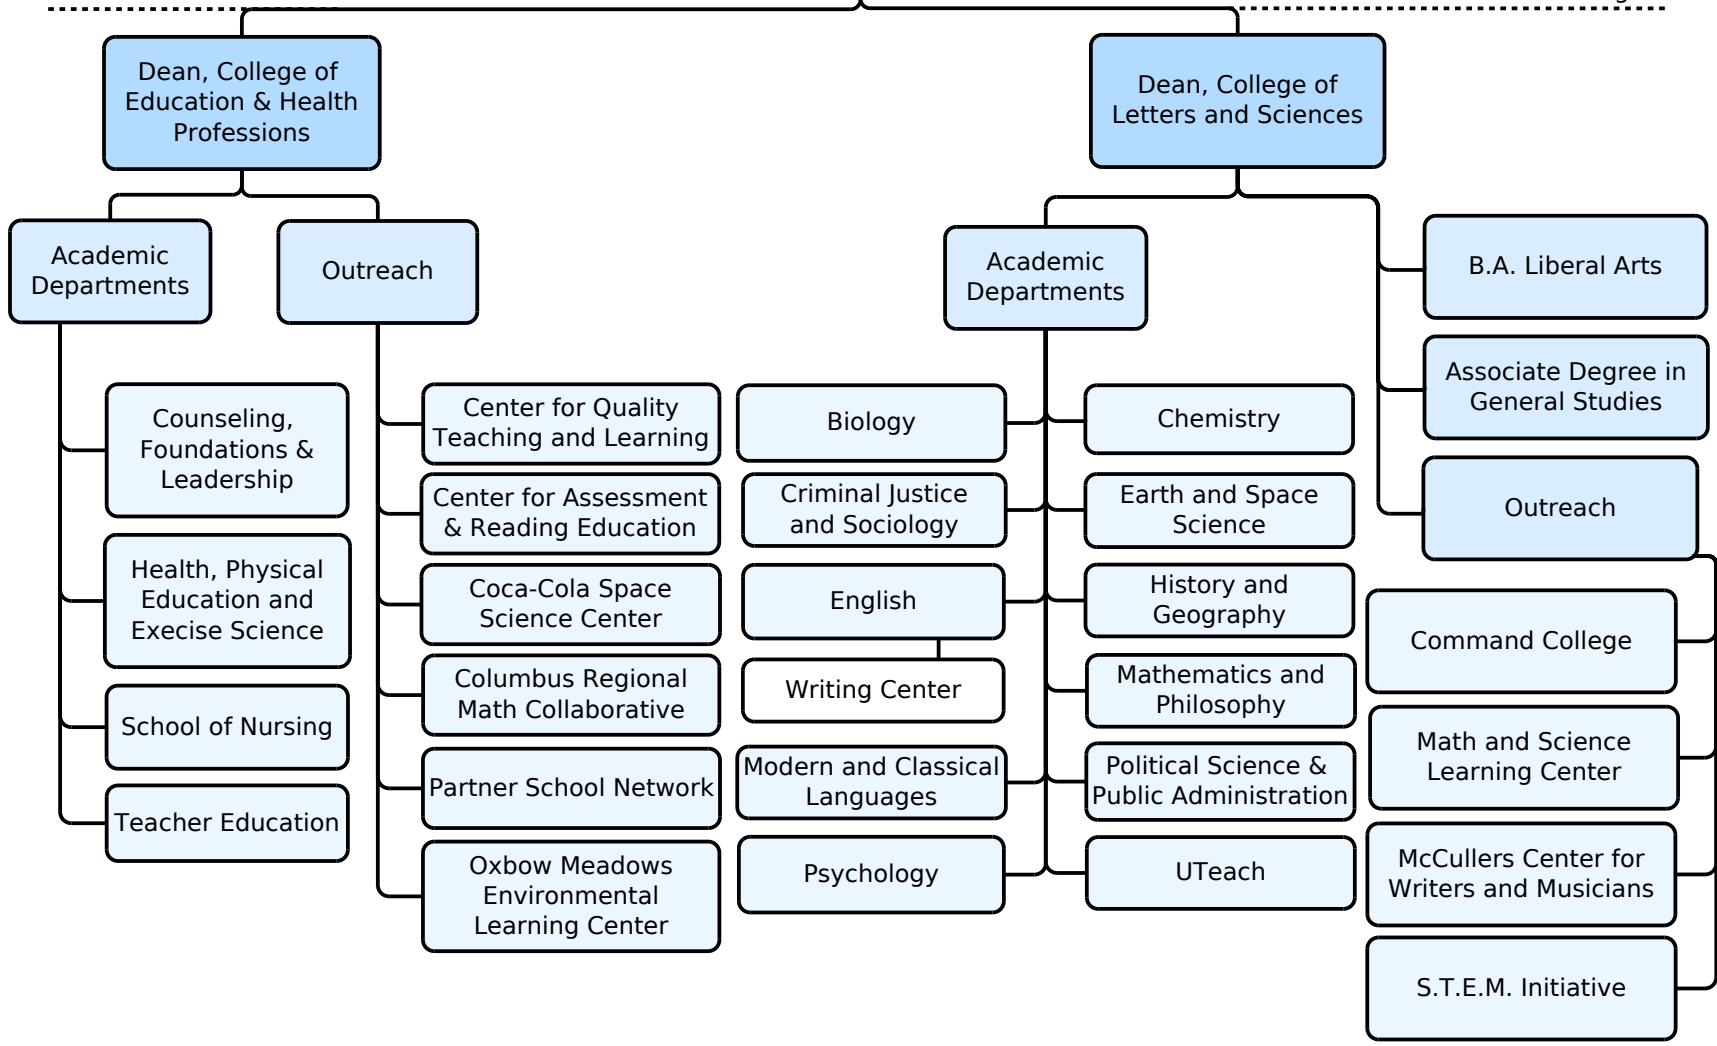 Dean, College of
Education & Health
Professions
Dean, College of
Letters and Sciences
Academic
Departments
Outreach
Academic
Departments
B.A. Liberal Arts
Associate Degree in
General Studies
Outreach
Counseling,
Foundations &
Leadership
Health, Physical
Education and
Execise Science
School of Nursing
Teacher Education
Center for Quality
Teaching and Learning
Center for Assessment
& Reading Education
Coca-Cola Space
Science Center
Columbus Regional
Math Collaborative
Partner School Network
Oxbow Meadows
Environmental
Learning Center
Biology
Criminal Justice
and Sociology
English
Writing Center
Modern and Classical
Languages
Psychology
Chemistry
Earth and Space
Science
History and
Geography
Mathematics and
Philosophy
Political Science &
Public Administration
UTeach
Command College
Math and Science
Learning Center
McCullers Center for
Writers and Musicians
S.T.E.M. Initiative